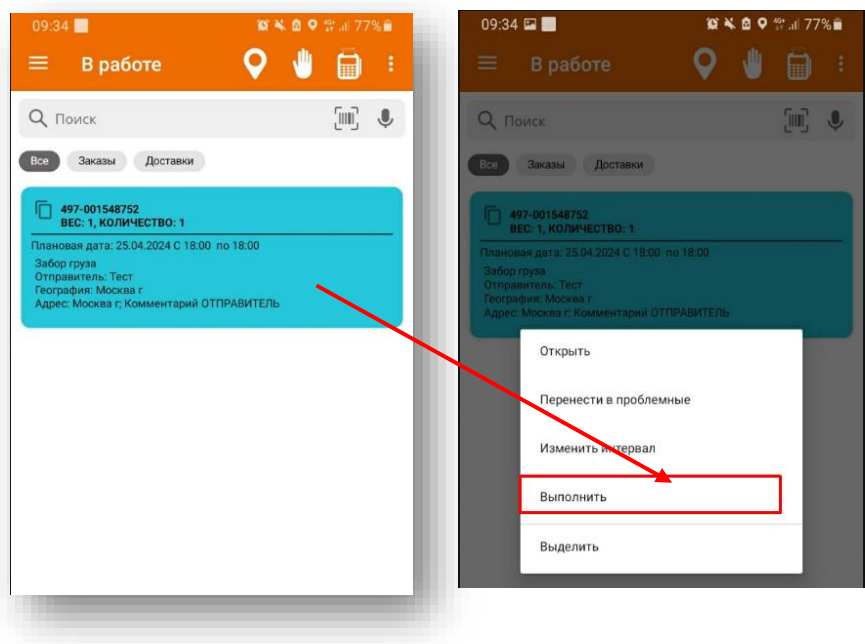 09:34
77%
В работе
Поиск
Все Заказы Доставки
497-001548752
ВЕС: 1, КОЛИЧЕСТВО: 1
Плановая дата: 25.04.2024 С 18:00 по 18:00
Забор груза
Отправитель: Тест
География: Москва г
Адрес: Москва г; Комментарий ОТПРАВИТЕЛЬ
09:34
77%
В работе
Поиск
Все Заказы Доставки
497-001548752
ВЕС: 1, КОЛИЧЕСТВО: 1
Плановая дата: 25.04.2024 С 18:00 по 18:00
Забор груза
Отправитель: Тест
География: Москва г
Адрес: Москва г; Комментарий ОТПРАВИТЕЛЬ
Открыть
Перенести в проблемные
Изменить интервал
Выполнить
Выделить